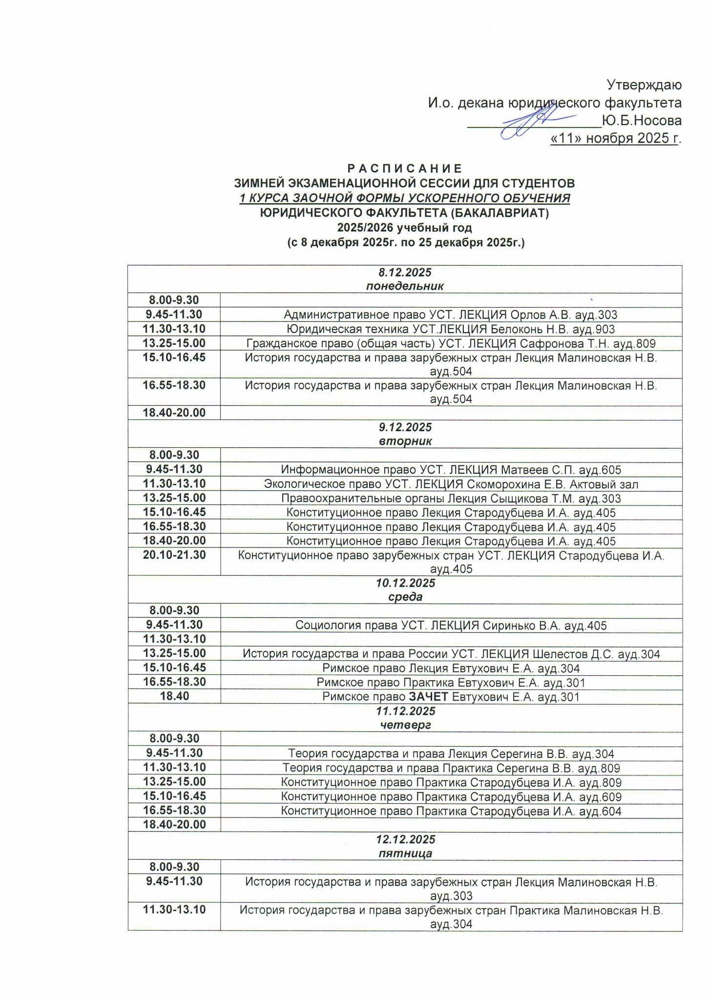 Утверждаю
И.о. декана юридического факультета
Ю.Б.Носова
«11» ноября 2025 г.
Р А С П И С А Н И Е
ЗИМНЕЙ ЭКЗАМЕНАЦИОННОЙ СЕССИИ ДЛЯ СТУДЕНТОВ
1 КУРСА ЗАОЧНОЙ ФОРМЫ УСКОРЕННОГО ОБУЧЕНИЯ
ЮРИДИЧЕСКОГО ФАКУЛЬТЕТА (БАКАЛАВРИАТ)
2025/2026 учебный год
(с 8 декабря 2025г. по 25 декабря 2025г.)
8.12.2025
понедельник
8.00-9.30
9.45-11.30 Административное право УСТ. ЛЕКЦИЯ Орлов А.В. ауд.303
11.30-13.10 Юридическая техника УСТ.ЛЕКЦИЯ Белоконь Н.В. ауд.903
13.25-15.00 Гражданское право (общая часть) УСТ. ЛЕКЦИЯ Сафронова Т.Н. ауд.809
15.10-16.45 История государства и права зарубежных стран Лекция Малиновская Н.В.
ауд.504
16.55-18.30 История государства и права зарубежных стран Лекция Малиновская Н.В.
ауд.504
18.40-20.00
9.12.2025
вторник
8.00-9.30
9.45-11.30 Информационное право УСТ. ЛЕКЦИЯ Матвеев С.П. ауд.605
11.30-13.10 Экологическое право УСТ. ЛЕКЦИЯ Скоморохина Е.В. Актовый зал
13.25-15.00 Правоохранительные органы Лекция Сыщикова Т.М. ауд.303
15.10-16.45 Конституционное право Лекция Стародубцева И.А. ауд.405
16.55-18.30 Конституционное право Лекция Стародубцева И.А. ауд.405
18.40-20.00 Конституционное право Лекция Стародубцева И.А. ауд.405
20.10-21.30 Конституционное право зарубежных стран УСТ. ЛЕКЦИЯ Стародубцева И.А.
ауд.405
10.12.2025
среда
8.00-9.30
9.45-11.30 Социология права УСТ. ЛЕКЦИЯ Сиринько В.А. ауд.405
11.30-13.10
13.25-15.00 История государства и права России УСТ. ЛЕКЦИЯ Шелестов Д.С. ауд.304
15.10-16.45 Римское право Лекция Евтухович Е.А. ауд.304
16.55-18.30 Римское право Практика Евтухович Е.А. ауд.301
18.40 Римское право ЗАЧЕТ Евтухович Е.А. ауд.301
11.12.2025
четверг
8.00-9.30
9.45-11.30 Теория государства и права Лекция Серегина В.В. ауд.304
11.30-13.10 Теория государства и права Практика Серегина В.В. ауд.809
13.25-15.00 Конституционное право Практика Стародубцева И.А. ауд.809
15.10-16.45 Конституционное право Практика Стародубцева И.А. ауд.609
16.55-18.30 Конституционное право Практика Стародубцева И.А. ауд.604
18.40-20.00
12.12.2025
пятница
8.00-9.30
9.45-11.30 История государства и права зарубежных стран Лекция Малиновская Н.В.
ауд.303
11.30-13.10 История государства и права зарубежных стран Практика Малиновская Н.В.
ауд.304